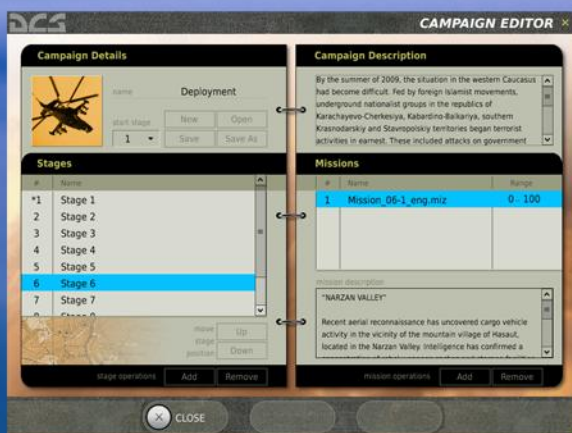 DCS
CAMPAIGN EDITOR ×
Campaign Details
name Deployment
start stage
New Open
1
Save Save As
Campaign Description
By the summer of 2009, the situation in the western Caucasus
had become difficult. Fed by foreign Islamist movements,
underground nationalist groups in the republics of
Karachayevo-Cherkesiya, Kabardino-Balkariya, southern
Krasnodarskiy and Stavropolskiy territories began terrorist
activities in earnest. These included attacks on government
Stages
# Name
*1 Stage 1
2 Stage 2
3 Stage 3
4 Stage 4
5 Stage 5
6 Stage 6
7 Stage 7
move
stage
position:
Up
Down
stage operations Add Remove
Missions
# Name Range
1 Mission_06-1_eng.miz 0 .. 100
mission description
"NARZAN VALLEY"
Recent aerial reconnaissance has uncovered cargo vehicle
activity in the vicinity of the mountain village of Hasaut,
located in the Narzan Valley. Intelligence has confirmed a
mission operations Add Remove
× CLOSE